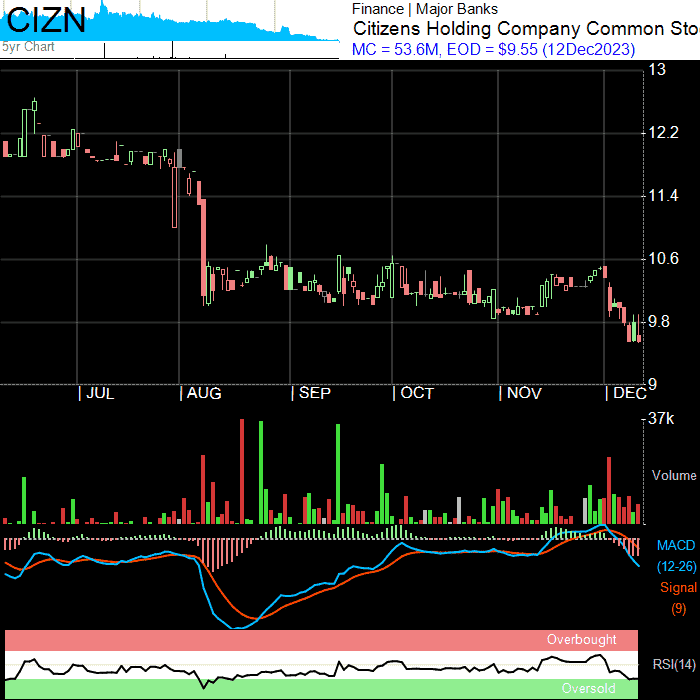 CIZN
5yr Chart
Finance | Major Banks
Citizens Holding Company Common Sto
MC = 53.6M, EOD = $9.55 (12Dec2023)
13
12.2
11.4
10.6
9.8
9
JUL AUG SEP OCT NOV DEC
37k
Volume
MACD
(12-26)
Signal
(9)
Overbought
RSI(14)
Oversold